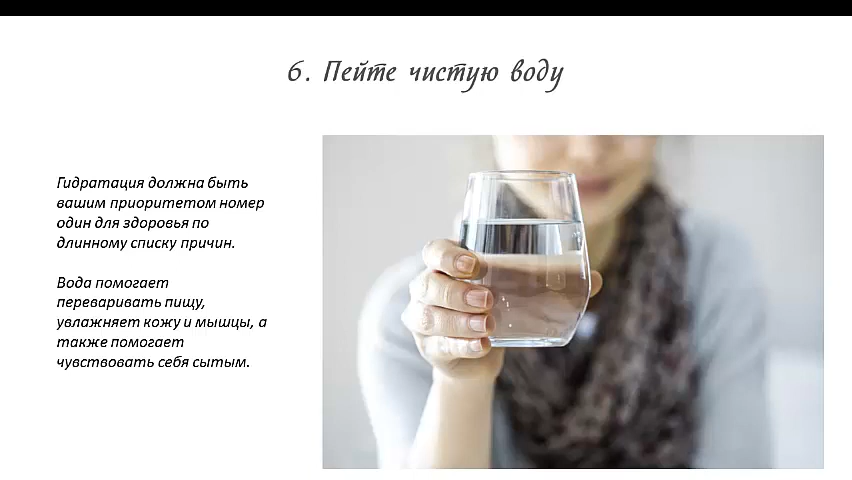 6. Пейте чистую воду
Гидратация должна быть
вашим приоритетом номер
один для здоровья по
длинному списку причин.
Вода помогает
переваривать пищу,
увлажняет кожу и мышцы, а
также помогает
чувствовать себя сытым.